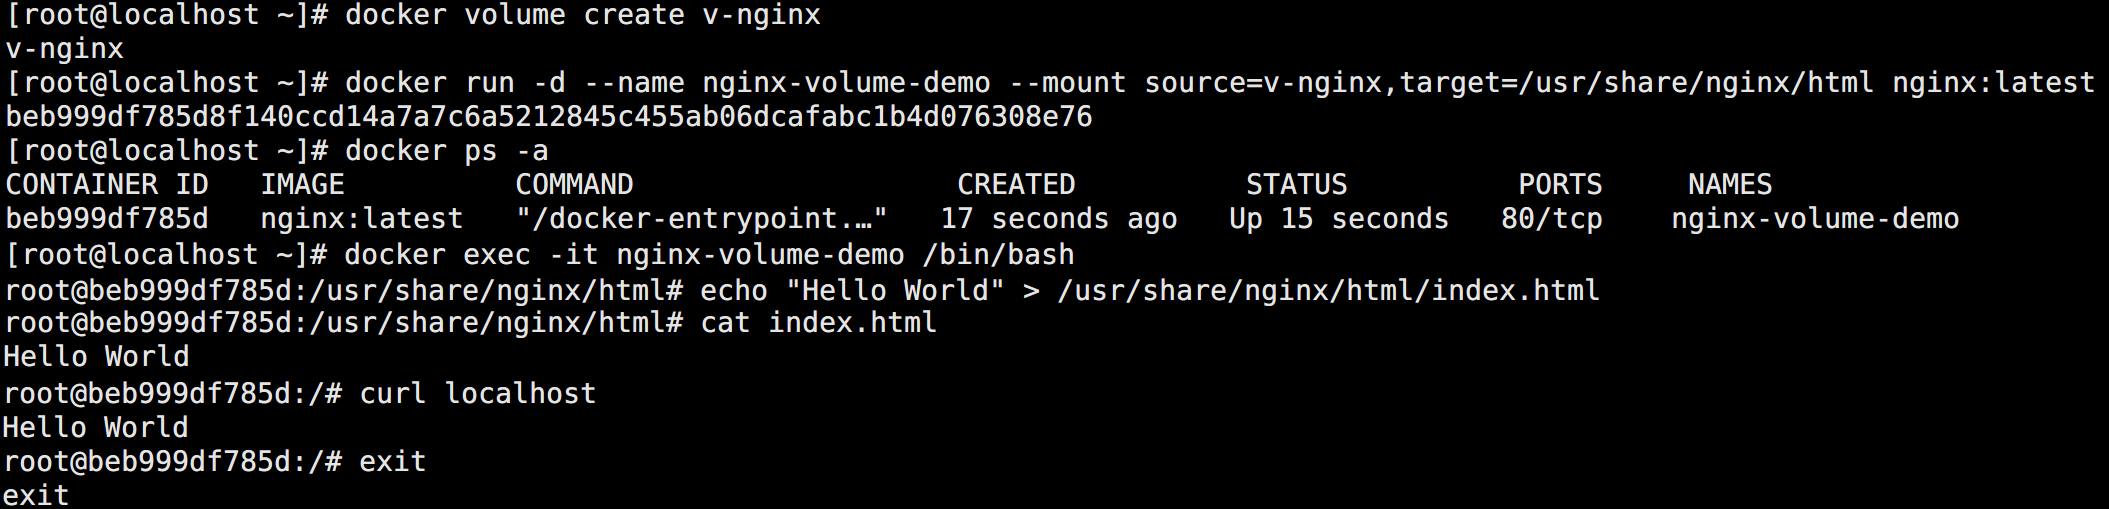 [root@localhost ~]# docker volume create v-nginx
v-nginx
[root@localhost ~]# docker run -d --name nginx-volume-demo --mount source=v-nginx,target=/usr/share/nginx/html nginx:latest
beb999df785d8f140ccd14a7a7c6a5212845c455ab06dcafabc1b4d076308e76
[root@localhost ~]# docker ps -a
CONTAINER ID   IMAGE          COMMAND                   CREATED          STATUS          PORTS     NAMES
beb999df785d   nginx:latest   "/docker-entrypoint.…"   17 seconds ago   Up 15 seconds   80/tcp    nginx-volume-demo
[root@localhost ~]# docker exec -it nginx-volume-demo /bin/bash
root@beb999df785d:/usr/share/nginx/html# echo "Hello World" > /usr/share/nginx/html/index.html
root@beb999df785d:/usr/share/nginx/html# cat index.html
Hello World
root@beb999df785d:/# curl localhost
Hello World
root@beb999df785d:/# exit
exit